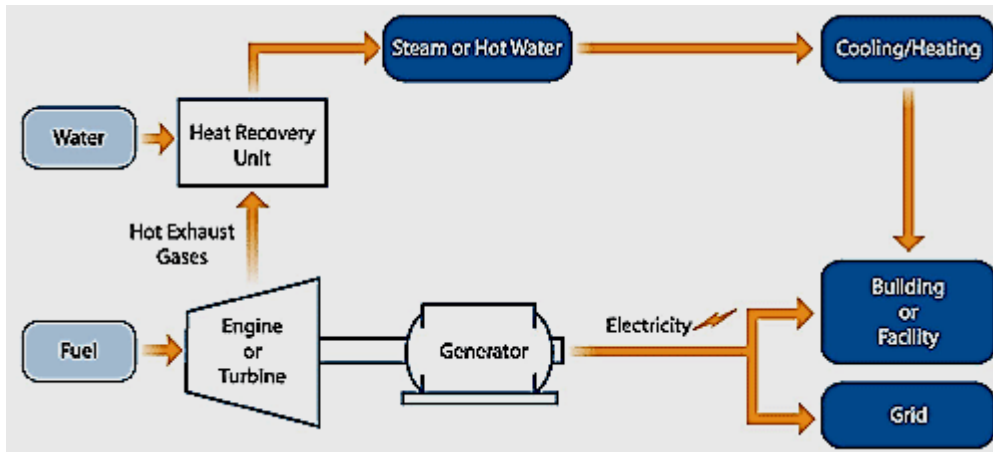 Steam or Hot Water
Cooling/Heating
Water
Heat Recovery
Unit
Hot Exhaust
Gases
Fuel
Engine
or
Turbine
Generator
Electricity
Building
or
Facility
Grid